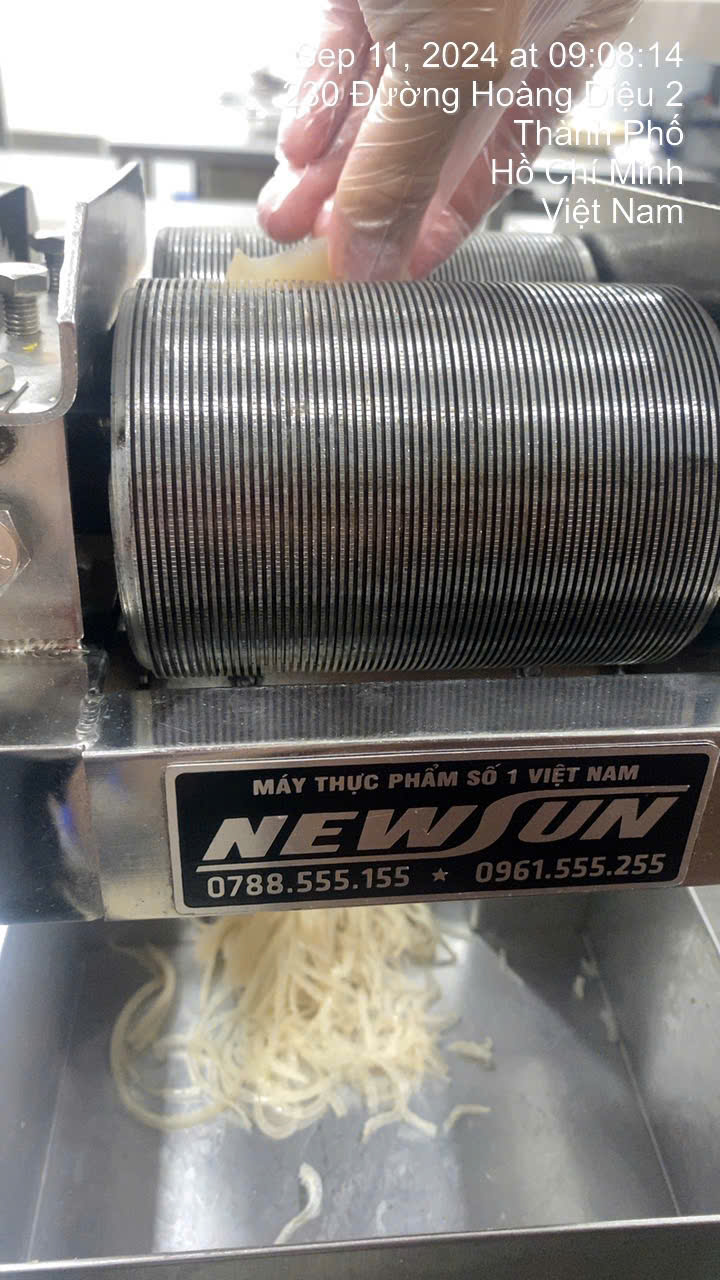 Sep 11, 2024 at 09:08:14
230 Đường Hoàng Diệu 2
Thành Phố
Hồ Chí Minh
Việt Nam
MÁY THỰC PHẨM SỐ 1 VIỆT NAM
NEWSUN
0788.555.155 ★ 0961.555.255